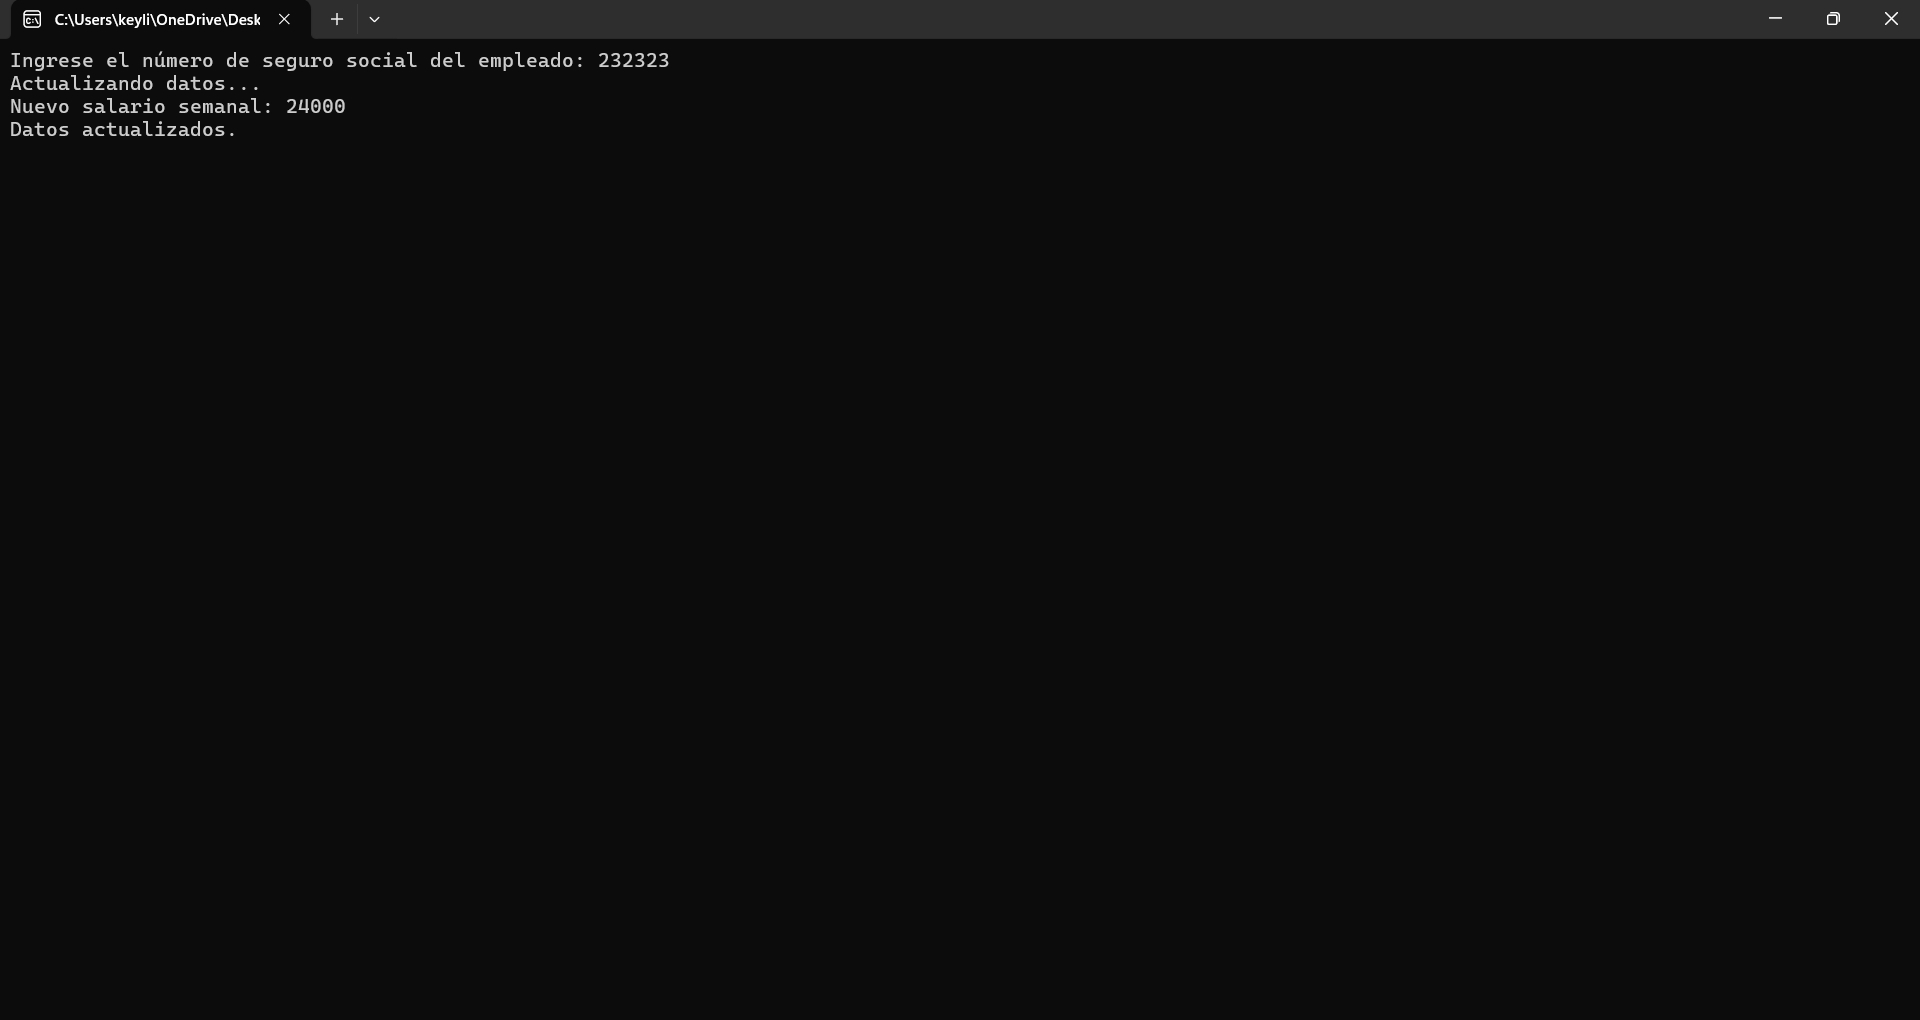 C:\Users\keyli\OneDrive\Desk
Ingrese el número de seguro social del empleado: 232323
Actualizando datos...
Nuevo salario semanal: 24000
Datos actualizados.